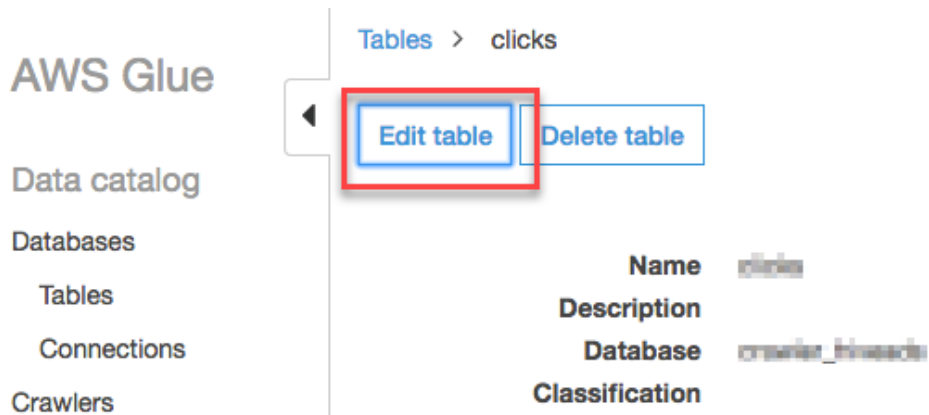 Tables > clicks
AWS Glue
Edit table
Delete table
Data catalog
Databases
Tables
Connections
Crawlers
Name
Description
Database
Classification